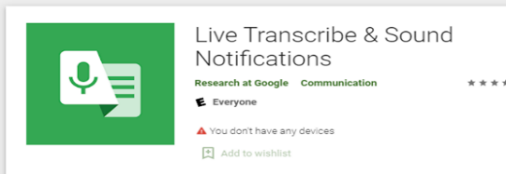 Live Transcribe & Sound
Notifications
Research at Google Communication
E Everyone
You don't have any devices
Add to wishlist